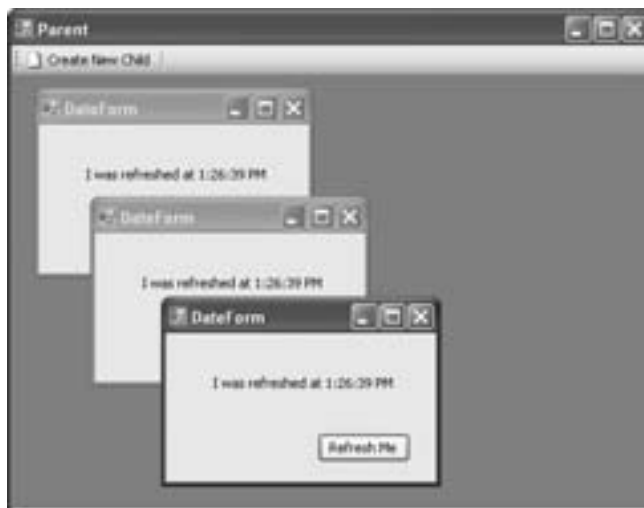 Parent
Create New Child
DateForm
I was refreshed at 1:26:39 PM
DateForm
I was refreshed at 1:26:39 PM
DateForm
I was refreshed at 1:26:39 PM
Refresh Me